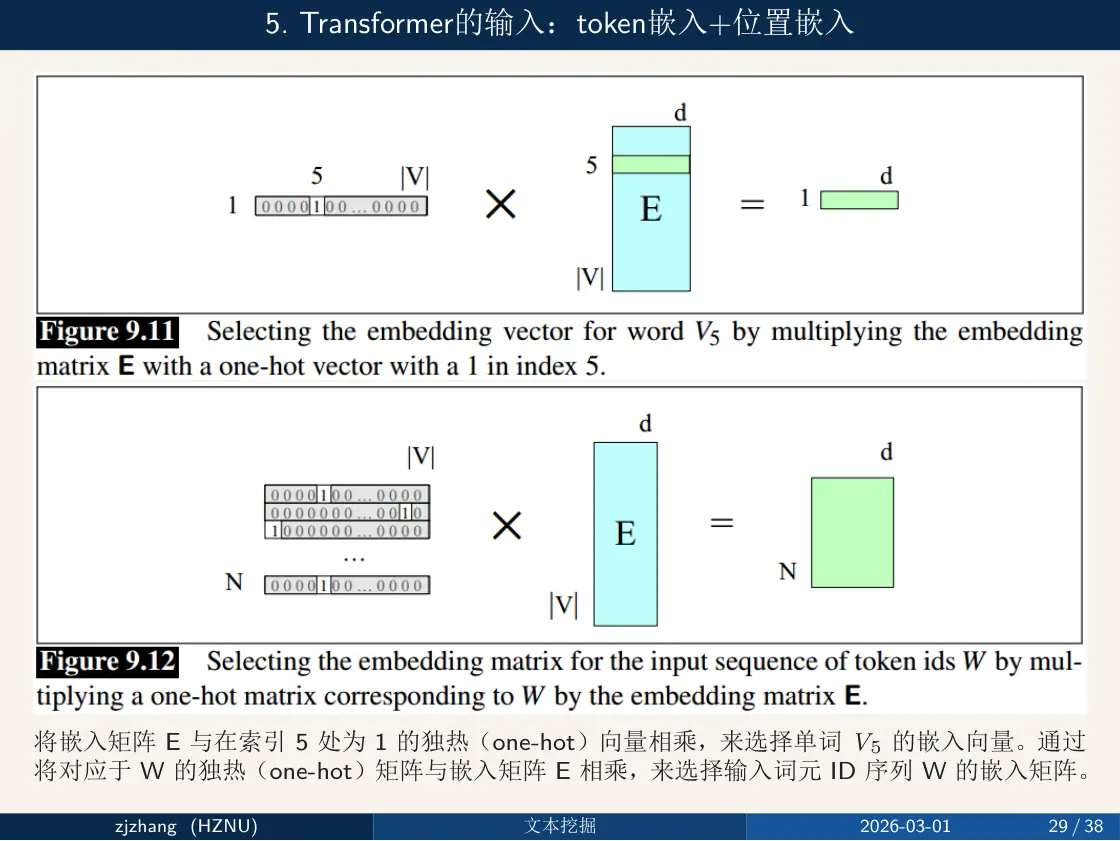 5. Transformer的输入：token嵌入+位置嵌入
d
5 |V| 5 d
1 0 0 0 0 1 0 0 ... 0 0 0 0 × E = 1
|V|
Figure 9.11 Selecting the embedding vector for word V5 by multiplying the embedding
matrix E with a one-hot vector with a 1 in index 5.
d
|V| d
0 0 0 0 1 0 0 ... 0 0 0 0
0 0 0 0 0 0 0 ... 0 0 1 0
1 0 0 0 0 0 0 ... 0 0 0 0
× E =
...
N 0 0 0 0 1 0 0 ... 0 0 0 0 N
|V|
Figure 9.12 Selecting the embedding matrix for the input sequence of token ids W by mul-
tiplying a one-hot matrix corresponding to W by the embedding matrix E.
将嵌入矩阵 E 与在索引 5 处为 1 的独热（one-hot）向量相乘，来选择单词 V5 的嵌入向量。通过
将对应于 W 的独热（one-hot）矩阵与嵌入矩阵 E 相乘，来选择输入词元 ID 序列 W 的嵌入矩阵。
zjzhang (HZNU) 文本挖掘 2026-03-01 29 / 38